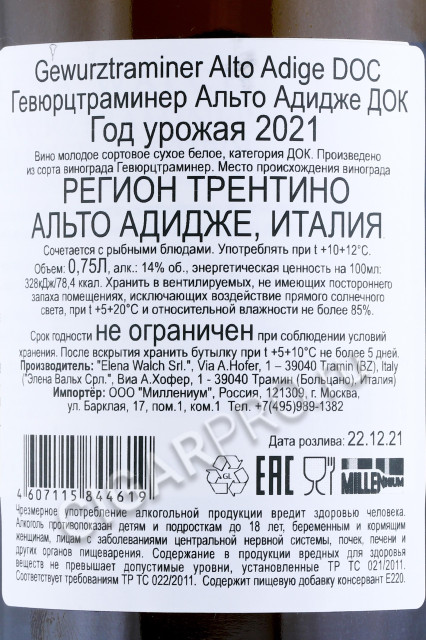 Gewurztraminer Alto Adige DOC
Гевюрцтраминер Альто Адидже ДОК
Год урожая 2021
Вино молодое сортовое сухое белое, категория ДОК. Произведено
из сорта винограда Гевюрцтраминер. Место происхождения винограда
РЕГИОН ТРЕНТИНО
АЛЬТО АДИДЖЕ, ИТАЛИЯ
Сочетается с рыбными блюдами. Употреблять при t +10+12°С.
Объем: 0,75Л, алк.: 14% об., энергетическая ценность на 100мл:
328кДж/78,4 ккал. Хранить в вентилируемых, не имеющих постороннего
запаха помещениях, исключающих воздействие прямого солнечного
света, при t +5+20°С и относительной влажности не более 85%.
Срок годности не ограничен при соблюдении условий
хранения. После вскрытия хранить бутылку при t +5+10°С не более 5 дней.
Производитель: "Elena Walch Srl.", Via A.Hofer, 1 – 39040 Tramin (BZ), Italy
("Элена Вальх Срл.", Виа А.Хофер, 1 - 39040 Трамин (Больцано), Италия)
Импортёр: ООО "Миллениум", Россия, 121300, г. Москва,
ул. Барклая, 17, пом.1, ком.1 Тел. +7(495)989-1382
Дата розлива: 22.12.21
GL
EAC
MILLENNIUM
4 607115 844619
Чрезмерное употребление алкогольной продукции вредит здоровью человека.
Алкоголь противопоказан детям и подросткам до 18 лет, беременным и кормящим
женщинам, лицам с заболеваниями центральной нервной системы, почек, печени и
других органов пищеварения. Содержание в продукции вредных для здоровья
веществ не превышает допустимые уровни, установленные ТР ТС 021/2011.
Соответствует требованиям ТР ТС 022/2011. Содержит пищевую добавку консервант Е220.